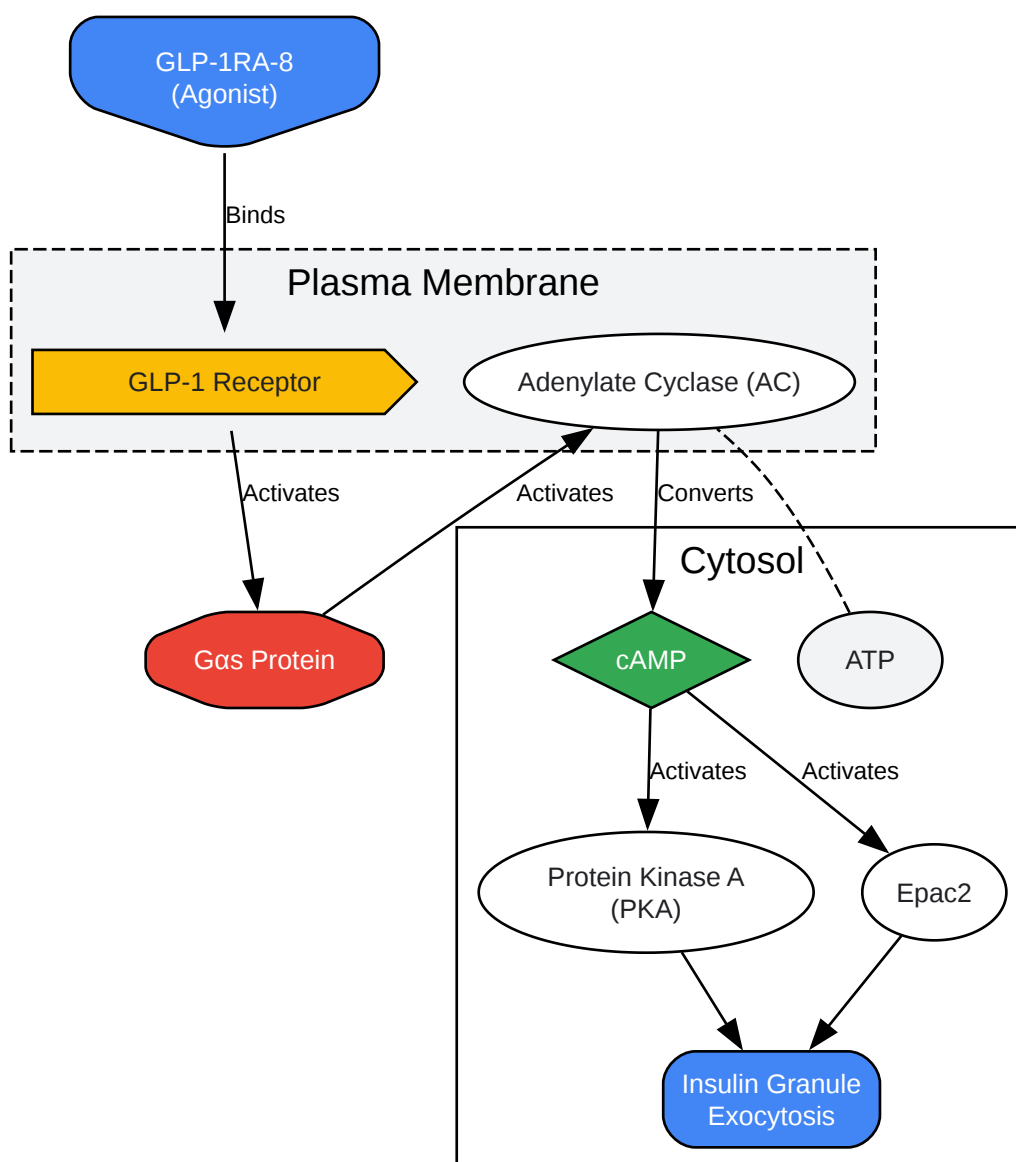 GLP-1RA-8
(Agonist)
Binds
Plasma Membrane
GLP-1 Receptor
Adenylate Cyclase (AC)
Activates
Activates
Converts
Cytosol
Gαs Protein
cAMP
ATP
Activates
Activates
Protein Kinase A
(PKA)
Epac2
Insulin Granule
Exocytosis